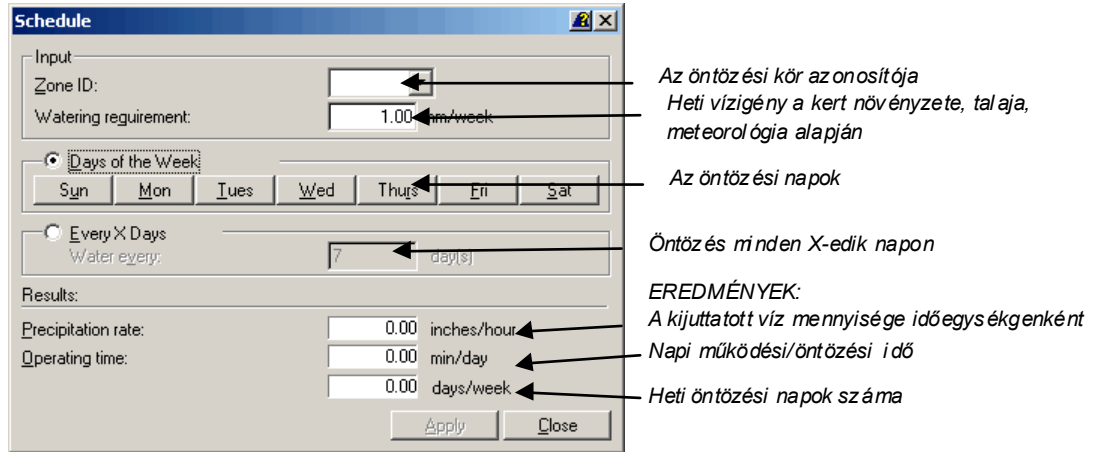 Schedule
Input
Zone ID:
Az öntözési kör azonosítója
Watering requirement: 1.00 mm/week
Heti vízigény a kert növényzete, talaja,
meteorológia alapján
Days of the Week
Sun Mon Tues Wed Thurs Fri Sat
Az öntözési napok
Every X Days
Water every: 7 day(s)
Öntözés minden X-edik napon
Results:
EREDMÉNYEK:
Precipitation rate: 0.00 inches/hour
A kijuttatott víz mennyisége időegysékgenként
Operating time: 0.00 min/day
Napi működési/öntözési idő
0.00 days/week
Heti öntözési napok száma
Apply Close